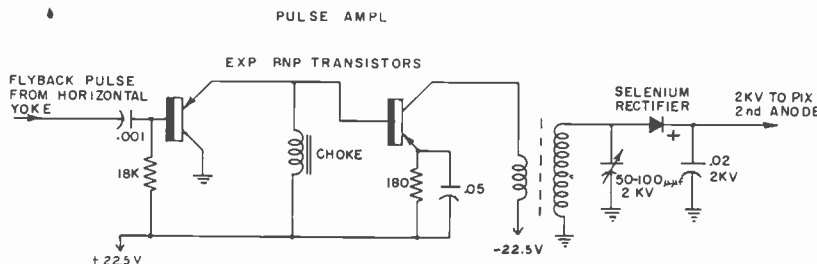 PULSE AMPL
EXP PNP TRANSISTORS
FLYBACK PULSE
FROM HORIZONTAL
YOKE
.001
18K
+22.5V
CHOKE
180
.05
-22.5V
SELENIUM
RECTIFIER
+
50-100μμf
2 KV
.02
2KV
2KV TO PIX
2nd ANODE